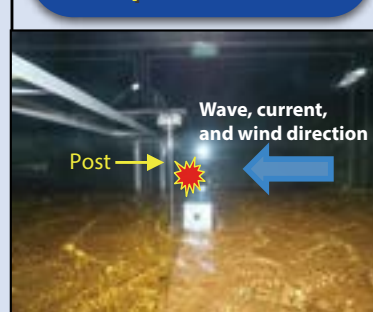 Wave, current,
and wind direction
Post